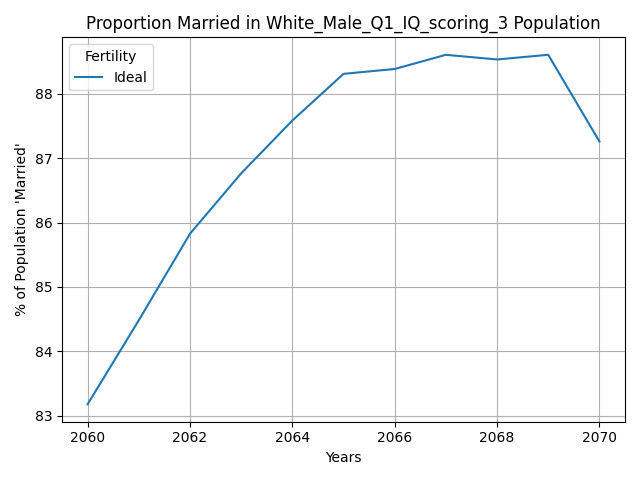 Proportion Married in White_Male_Q1_IQ_scoring_3 Population
Fertility
Ideal
% of Population 'Married'
88
87
86
85
84
83
2060
2062
2064
2066
2068
2070
Years